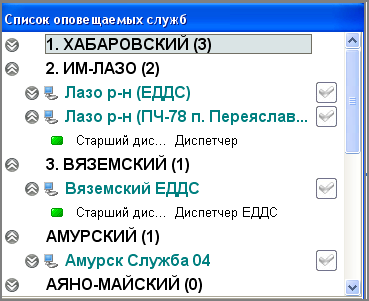 Список оповещаемых служб
1. ХАБАРОВСКИЙ (3)
2. ИМ-ЛАЗО (2)
Лазо р-н (ЕДДС)
Лазо р-н (ПЧ-78 п. Переяслав...
Старший дис... Диспетчер
3. ВЯЗЕМСКИЙ (1)
Вяземский ЕДДС
Старший дис... Диспетчер ЕДДС
АМУРСКИЙ (1)
Амурск Служба 04
АЯНО-МАЙСКИЙ (0)